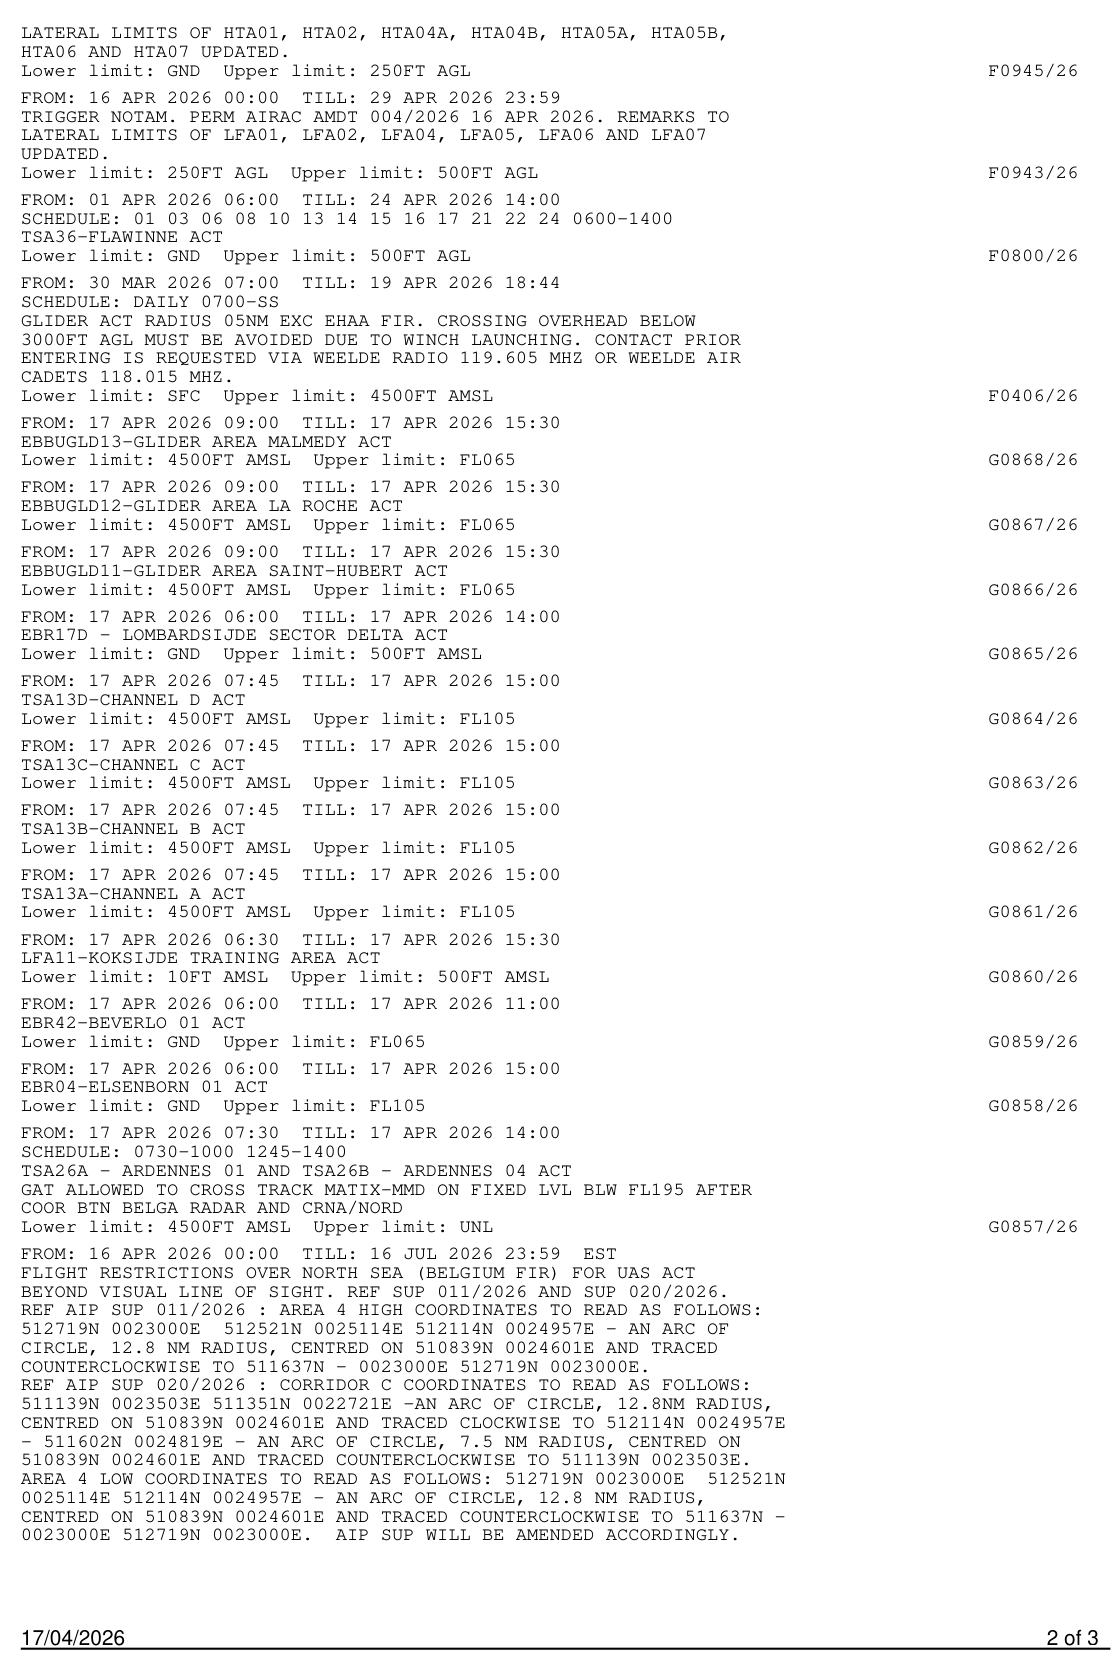 LATERAL LIMITS OF HTA01, HTA02, HTA04A, HTA04B, HTA05A, HTA05B,
HTA06 AND HTA07 UPDATED.
Lower limit: GND  Upper limit: 250FT AGL F0945/26
FROM: 16 APR 2026 00:00  TILL: 29 APR 2026 23:59
TRIGGER NOTAM. PERM AIRAC AMDT 004/2026 16 APR 2026. REMARKS TO
LATERAL LIMITS OF LFA01, LFA02, LFA04, LFA05, LFA06 AND LFA07
UPDATED.
Lower limit: 250FT AGL  Upper limit: 500FT AGL F0943/26
FROM: 01 APR 2026 06:00  TILL: 24 APR 2026 14:00
SCHEDULE: 01 03 06 08 10 13 14 15 16 17 21 22 24 0600-1400
TSA36-FLAWINNE ACT
Lower limit: GND  Upper limit: 500FT AGL F0800/26
FROM: 30 MAR 2026 07:00  TILL: 19 APR 2026 18:44
SCHEDULE: DAILY 0700-SS
GLIDER ACT RADIUS 05NM EXC EHAA FIR. CROSSING OVERHEAD BELOW
3000FT AGL MUST BE AVOIDED DUE TO WINCH LAUNCHING. CONTACT PRIOR
ENTERING IS REQUESTED VIA WEELDE RADIO 119.605 MHZ OR WEELDE AIR
CADETS 118.015 MHZ.
Lower limit: SFC  Upper limit: 4500FT AMSL F0406/26
FROM: 17 APR 2026 09:00  TILL: 17 APR 2026 15:30
EBBUGLD13-GLIDER AREA MALMEDY ACT
Lower limit: 4500FT AMSL  Upper limit: FL065 G0868/26
FROM: 17 APR 2026 09:00  TILL: 17 APR 2026 15:30
EBBUGLD12-GLIDER AREA LA ROCHE ACT
Lower limit: 4500FT AMSL  Upper limit: FL065 G0867/26
FROM: 17 APR 2026 09:00  TILL: 17 APR 2026 15:30
EBBUGLD11-GLIDER AREA SAINT-HUBERT ACT
Lower limit: 4500FT AMSL  Upper limit: FL065 G0866/26
FROM: 17 APR 2026 06:00  TILL: 17 APR 2026 14:00
EBR17D - LOMBARDSIJDE SECTOR DELTA ACT
Lower limit: GND  Upper limit: 500FT AMSL G0865/26
FROM: 17 APR 2026 07:45  TILL: 17 APR 2026 15:00
TSA13D-CHANNEL D ACT
Lower limit: 4500FT AMSL  Upper limit: FL105 G0864/26
FROM: 17 APR 2026 07:45  TILL: 17 APR 2026 15:00
TSA13C-CHANNEL C ACT
Lower limit: 4500FT AMSL  Upper limit: FL105 G0863/26
FROM: 17 APR 2026 07:45  TILL: 17 APR 2026 15:00
TSA13B-CHANNEL B ACT
Lower limit: 4500FT AMSL  Upper limit: FL105 G0862/26
FROM: 17 APR 2026 07:45  TILL: 17 APR 2026 15:00
TSA13A-CHANNEL A ACT
Lower limit: 4500FT AMSL  Upper limit: FL105 G0861/26
FROM: 17 APR 2026 06:30  TILL: 17 APR 2026 15:30
LFA11-KOKSIJDE TRAINING AREA ACT
Lower limit: 10FT AMSL  Upper limit: 500FT AMSL G0860/26
FROM: 17 APR 2026 06:00  TILL: 17 APR 2026 11:00
EBR42-BEVERLO 01 ACT
Lower limit: GND  Upper limit: FL065 G0859/26
FROM: 17 APR 2026 06:00  TILL: 17 APR 2026 15:00
EBR04-ELSENBORN 01 ACT
Lower limit: GND  Upper limit: FL105 G0858/26
FROM: 17 APR 2026 07:30  TILL: 17 APR 2026 14:00
SCHEDULE: 0730-1000 1245-1400
TSA26A - ARDENNES 01 AND TSA26B - ARDENNES 04 ACT
GAT ALLOWED TO CROSS TRACK MATIX-MMD ON FIXED LVL BLW FL195 AFTER
COOR BTN BELGA RADAR AND CRNA/NORD
Lower limit: 4500FT AMSL  Upper limit: UNL G0857/26
FROM: 16 APR 2026 00:00  TILL: 16 JUL 2026 23:59  EST
FLIGHT RESTRICTIONS OVER NORTH SEA (BELGIUM FIR) FOR UAS ACT
BEYOND VISUAL LINE OF SIGHT. REF SUP 011/2026 AND SUP 020/2026.
REF AIP SUP 011/2026 : AREA 4 HIGH COORDINATES TO READ AS FOLLOWS:
512719N 0023000E  512521N 0025114E 512114N 0024957E - AN ARC OF
CIRCLE, 12.8 NM RADIUS, CENTRED ON 510839N 0024601E AND TRACED
COUNTERCLOCKWISE TO 511637N - 0023000E 512719N 0023000E.
REF AIP SUP 020/2026 : CORRIDOR C COORDINATES TO READ AS FOLLOWS:
511139N 0023503E 511351N 0022721E -AN ARC OF CIRCLE, 12.8NM RADIUS,
CENTRED ON 510839N 0024601E AND TRACED CLOCKWISE TO 512114N 0024957E
- 511602N 0024819E - AN ARC OF CIRCLE, 7.5 NM RADIUS, CENTRED ON
510839N 0024601E AND TRACED COUNTERCLOCKWISE TO 511139N 0023503E.
AREA 4 LOW COORDINATES TO READ AS FOLLOWS: 512719N 0023000E  512521N
0025114E 512114N 0024957E - AN ARC OF CIRCLE, 12.8 NM RADIUS,
CENTRED ON 510839N 0024601E AND TRACED COUNTERCLOCKWISE TO 511637N -
0023000E 512719N 0023000E.  AIP SUP WILL BE AMENDED ACCORDINGLY.
17/04/2026 2 of 3